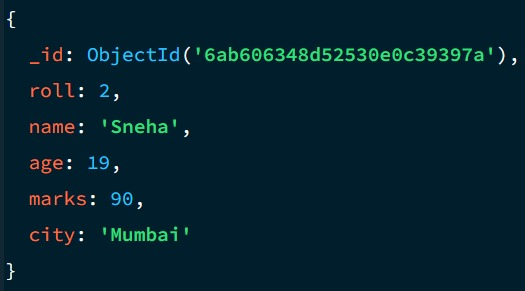 {
_id: ObjectId('6ab606348d52530e0c39397a'),
roll: 2,
name: 'Sneha',
age: 19,
marks: 90,
city: 'Mumbai'
}